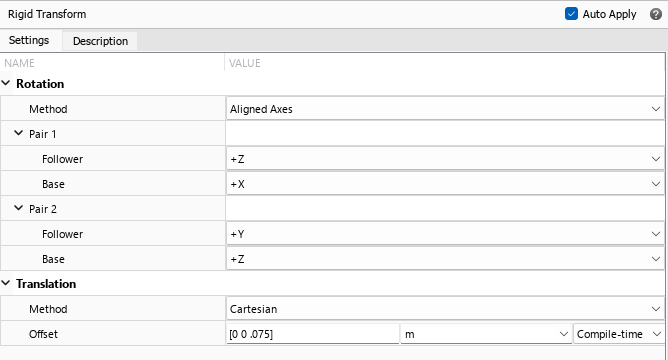 Rigid Transform Auto Apply
Settings Description
NAME VALUE
Rotation
Method Aligned Axes
Pair 1
Follower +Z
Base +X
Pair 2
Follower +Y
Base +Z
Translation
Method Cartesian
Offset [0 0 .075] m Compile-time